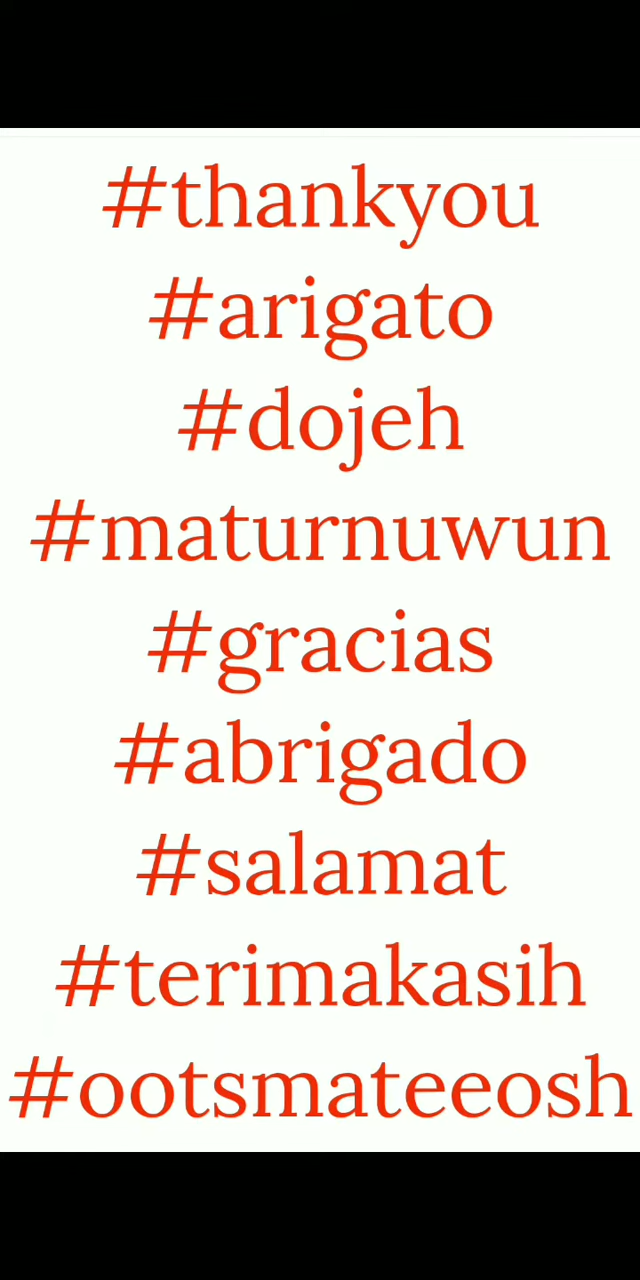 #thankyou
#arigato
#dojeh
#maturnuwun
#gracias
#abrigado
#salamat
#terimakasih
#ootsmateeosh